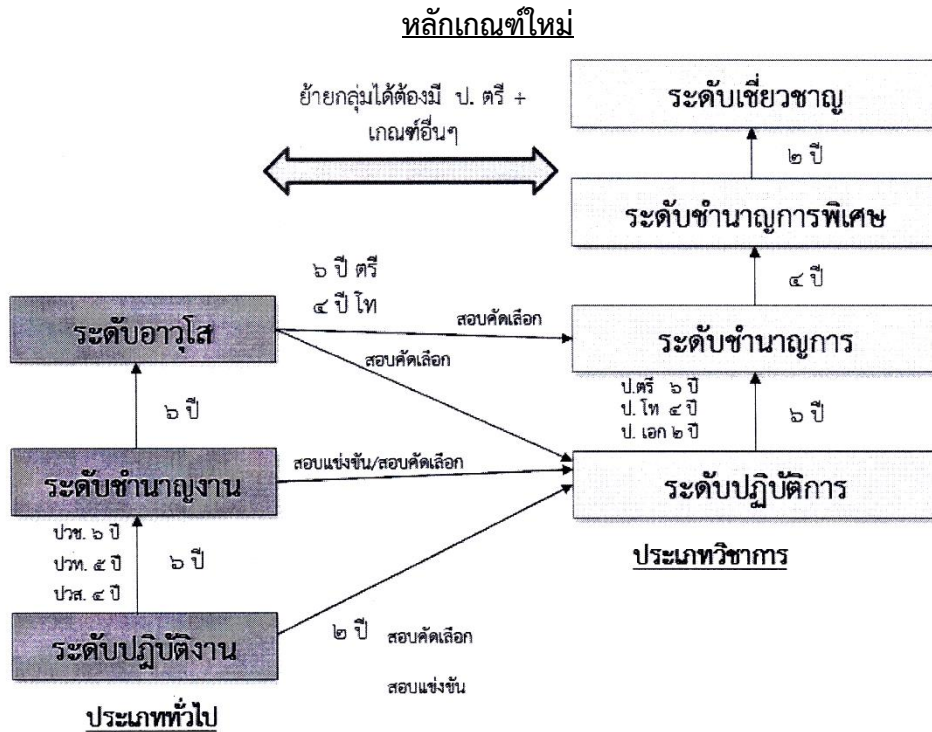 หลักเกณฑ์ใหม่
ย้ายกลุ่มได้ต้องมี ป. ตรี +
เกณฑ์อื่นๆ
ระดับเชี่ยวชาญ
๒ ปี
ระดับชำนาญการพิเศษ
๔ ปี
๖ ปี ตรี
๔ ปี โท
ระดับอาวุโส
สอบคัดเลือก
สอบคัดเลือก
ระดับชำนาญการ
ป.ตรี ๖ ปี
ป. โท ๔ ปี
ป. เอก ๒ ปี
๖ ปี
๖ ปี
ระดับชำนาญงาน
สอบแข่งขัน/สอบคัดเลือก
ระดับปฏิบัติการ
ประเภทวิชาการ
ปวช. ๖ ปี
ปวท. ๕ ปี
ปวส. ๔ ปี
๖ ปี
ระดับปฏิบัติงาน
๒ ปี สอบคัดเลือก
สอบแข่งขัน
ประเภททั่วไป